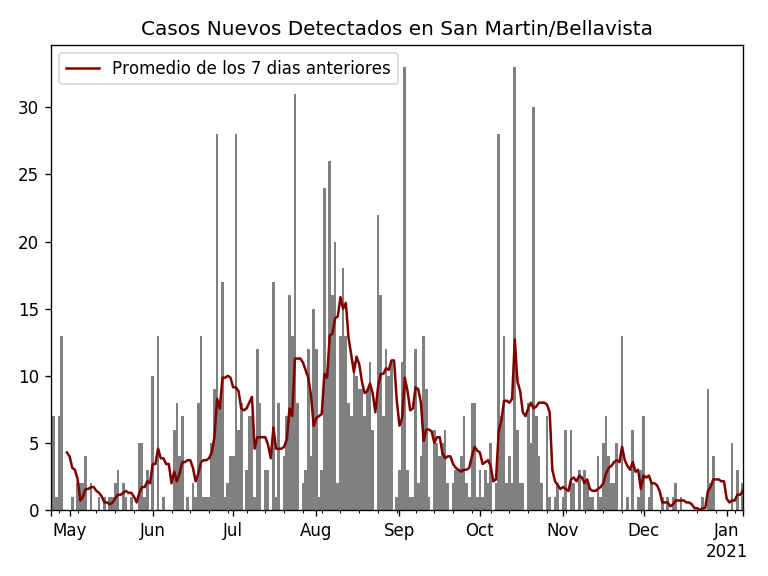 Casos Nuevos Detectados en San Martin/Bellavista
Promedio de los 7 dias anteriores
30
25
20
15
10
5
0
May Jun Jul Aug Sep Oct Nov Dec Jan
2021